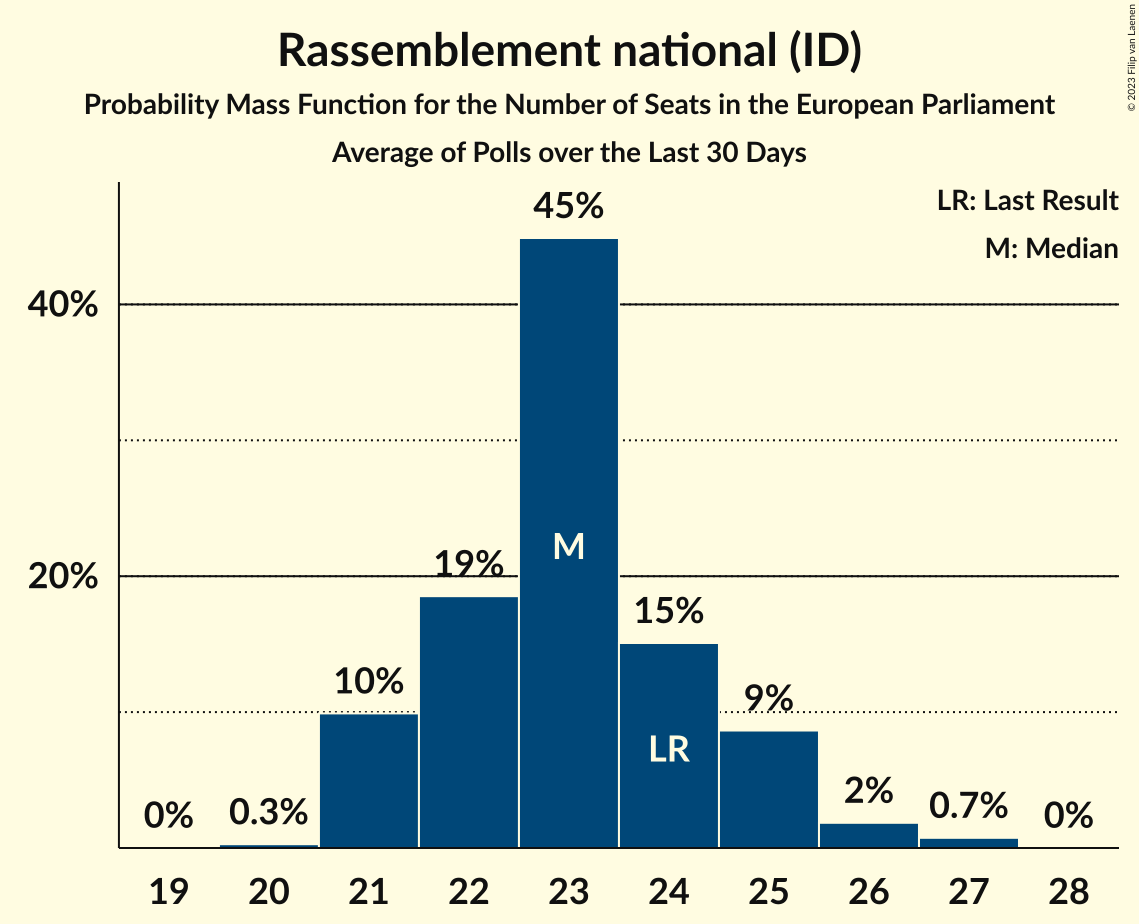 Rassemblement national (ID)
Probability Mass Function for the Number of Seats in the European Parliament
Average of Polls over the Last 30 Days
© 2023 Filip van Laenen
LR: Last Result
M: Median
45%
40%
M
19%
20%
15%
10%
9%
LR
2%
0%
0.3%
0.7%
0%
19 20 21 22 23 24 25 26 27 28